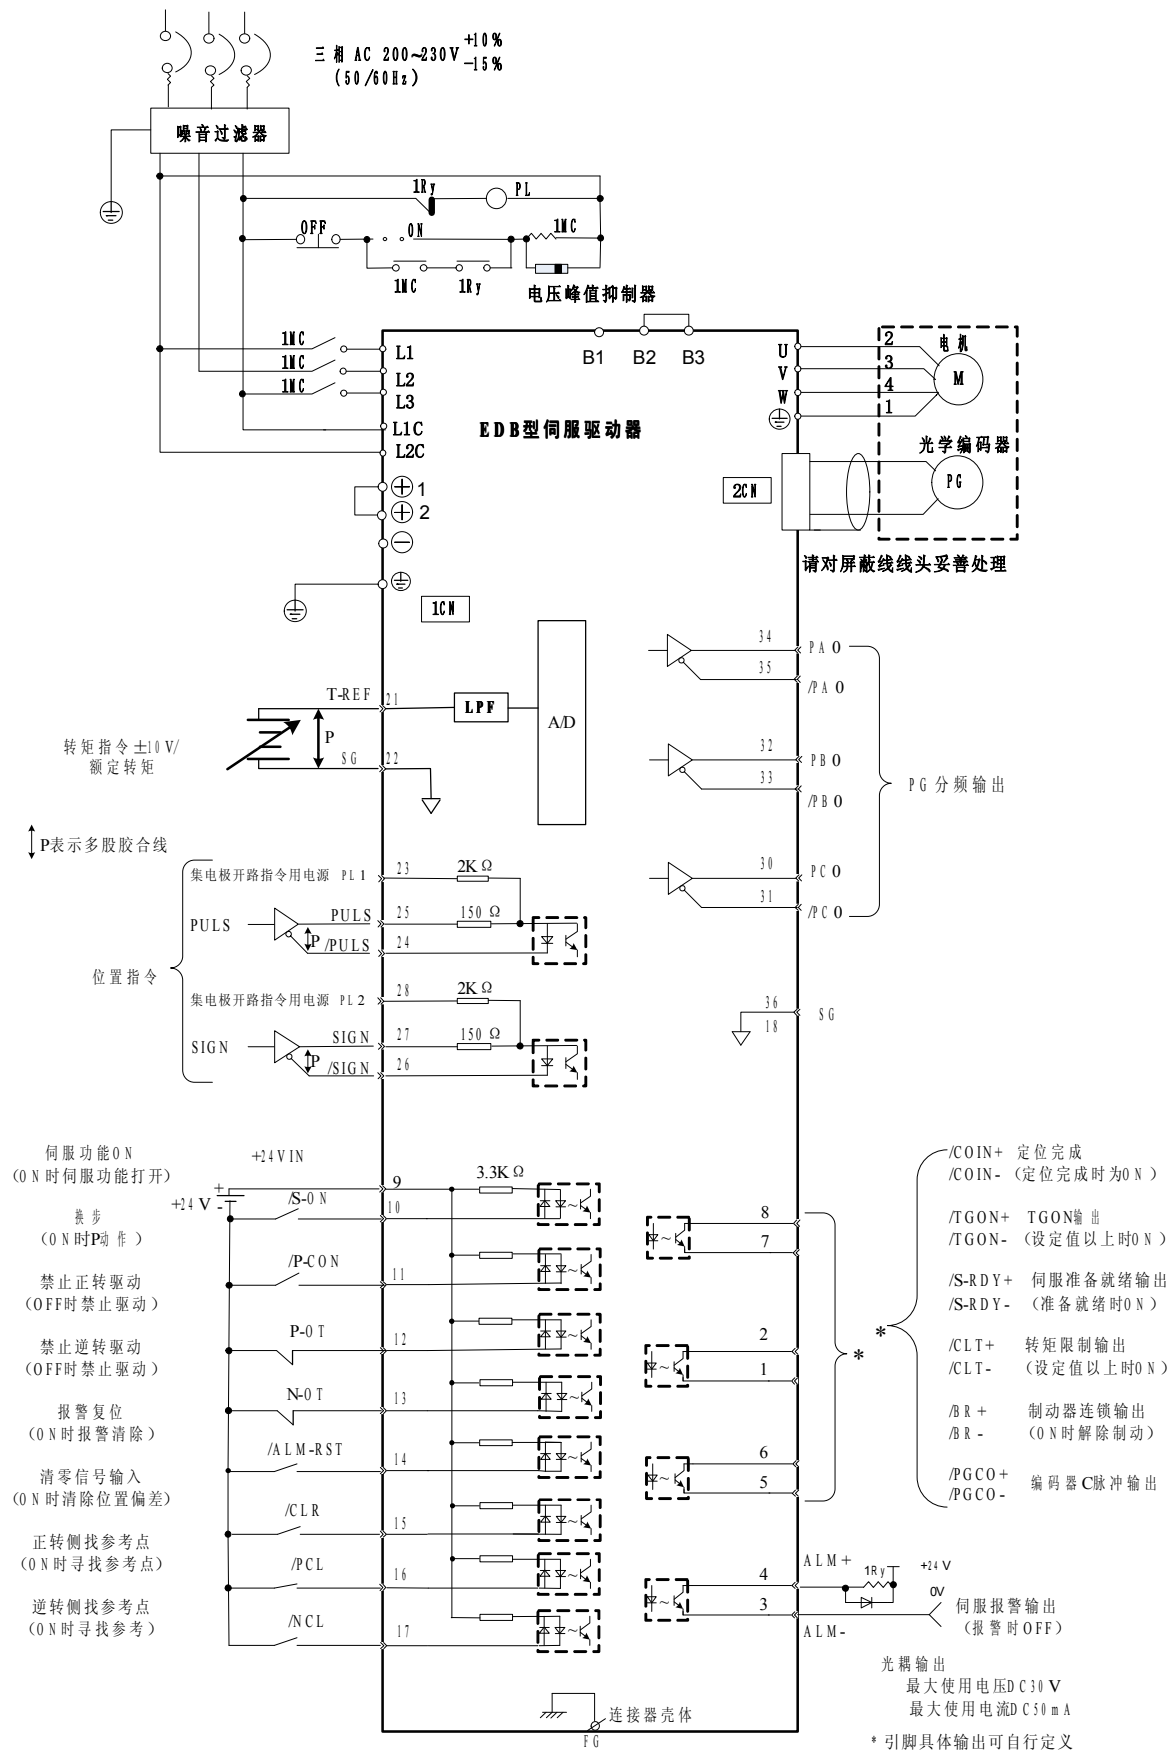 三相 AC 200~230V +10% -15%
(50/60Hz)
噪音过滤器
1Ry
PL
OFF
ON
1MC
1MC
1Ry
电压峰值抑制器
1MC
1MC
1MC
L1
L2
L3
L1C
L2C
B1
B2
B3
EDB型伺服驱动器
U
V
W
2
3
4
1
电机
M
光学编码器
PG
2CN
请对屏蔽线线头妥善处理
1
2
1CN
T-REF
21
LPF
A/D
P
SG
22
转矩指令±10V/
额定转矩
P表示多股胶合线
34
PAO
35
/PAO
32
PBO
33
/PBO
30
PCO
31
/PCO
PG分频输出
集电极开路指令用电源 PL1
23
2KΩ
PULS
PULS
25
150Ω
P
/PULS
24
位置指令
集电极开路指令用电源 PL2
28
2KΩ
SIGN
SIGN
27
150Ω
P
/SIGN
26
36
18
SG
伺服功能ON
(ON时伺服功能打开)
+24VIN
9
3.3KΩ
+
+24V
-
/S-ON
10
换步
(ON时P动作)
/P-CON
11
禁止正转驱动
(OFF时禁止驱动)
P-OT
12
禁止逆转驱动
(OFF时禁止驱动)
N-OT
13
报警复位
(ON时报警清除)
/ALM-RST
14
清零信号输入
(ON时清除位置偏差)
/CLR
15
正转侧找参考点
(ON时寻找参考点)
/PCL
16
逆转侧找参考点
(ON时寻找参考)
/NCL
17
8
7
2
1
6
5
*
*
/COIN+ 定位完成
/COIN- (定位完成时为ON)
/TGON+ TGON输出
/TGON- (设定值以上时ON)
/S-RDY+ 伺服准备就绪输出
/S-RDY- (准备就绪时ON)
/CLT+ 转矩限制输出
/CLT- (设定值以上时ON)
/BR+ 制动器连锁输出
/BR- (ON时解除制动)
/PGCO+
/PGCO-
编码器C脉冲输出
4
ALM+
1Ry
+24V
0V
3
ALM-
伺服报警输出
(报警时OFF)
光耦输出
最大使用电压DC30V
最大使用电流DC50mA
连接器壳体
FG
* 引脚具体输出可自行定义